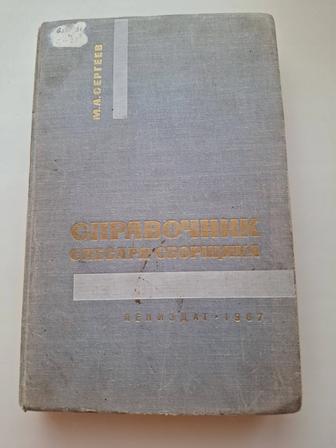 М.А.СЕРГЕЕВ
СПРАВОЧНИК
СЛЕСАРЯ-СБОРЩИКА
ЛЕНИЗДАТ · 1967